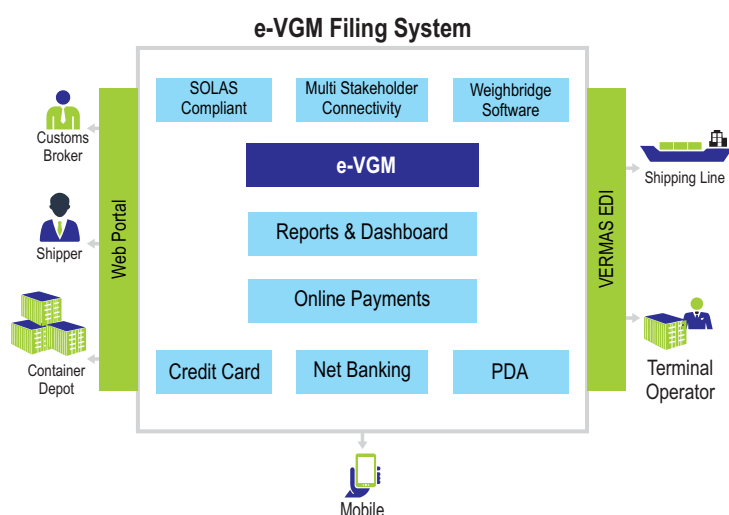 e-VGM Filing System
SOLAS
Compliant
Multi Stakeholder
Connectivity
Weighbridge
Software
e-VGM
Reports & Dashboard
Online Payments
Credit Card
Net Banking
PDA
Web Portal
VERMAS EDI
Customs
Broker
Shipper
Container
Depot
Shipping Line
Terminal
Operator
Mobile